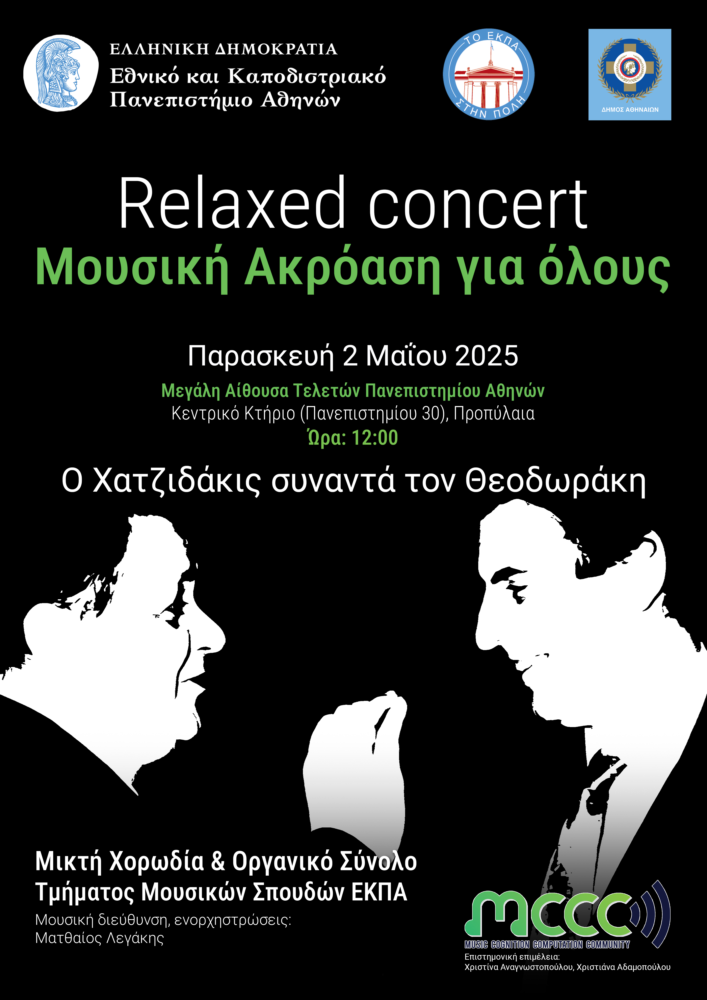 ΕΛΛΗΝΙΚΗ ΔΗΜΟΚΡΑΤΙΑ
Εθνικό και Καποδιστριακό
Πανεπιστήμιο Αθηνών
ΤΟ ΕΚΠΑ
ΣΤΗΝ ΠΟΛΗ
ΔΗΜΟΣ ΑΘΗΝΑΙΩΝ
Relaxed concert
Μουσική Ακρόαση για όλους
Παρασκευή 2 Μαΐου 2025
Μεγάλη Αίθουσα Τελετών Πανεπιστημίου Αθηνών
Κεντρικό Κτήριο (Πανεπιστημίου 30), Προπύλαια
Ώρα: 12:00
Ο Χατζιδάκις συναντά τον Θεοδωράκη
Μικτή Χορωδία & Οργανικό Σύνολο
Τμήματος Μουσικών Σπουδών ΕΚΠΑ
Μουσική διεύθυνση, ενορχηστρώσεις:
Ματθαίος Λεγάκης
mccc
MUSIC COGNITION COMPUTATION COMMUNITY
Επιστημονική επιμέλεια:
Χριστίνα Αναγνωστοπούλου, Χριστιάνα Αδαμοπούλου